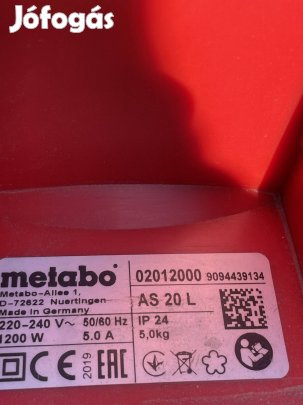 Jófogás
metabo
Metabo-Allee 1,
D-72622 Nuertingen
Made in Germany
220-240 V~ 50/60 Hz
1200 W 5.0 A
02012000 9094439134
AS 20 L
IP 24
5,0kg
2019
EAC